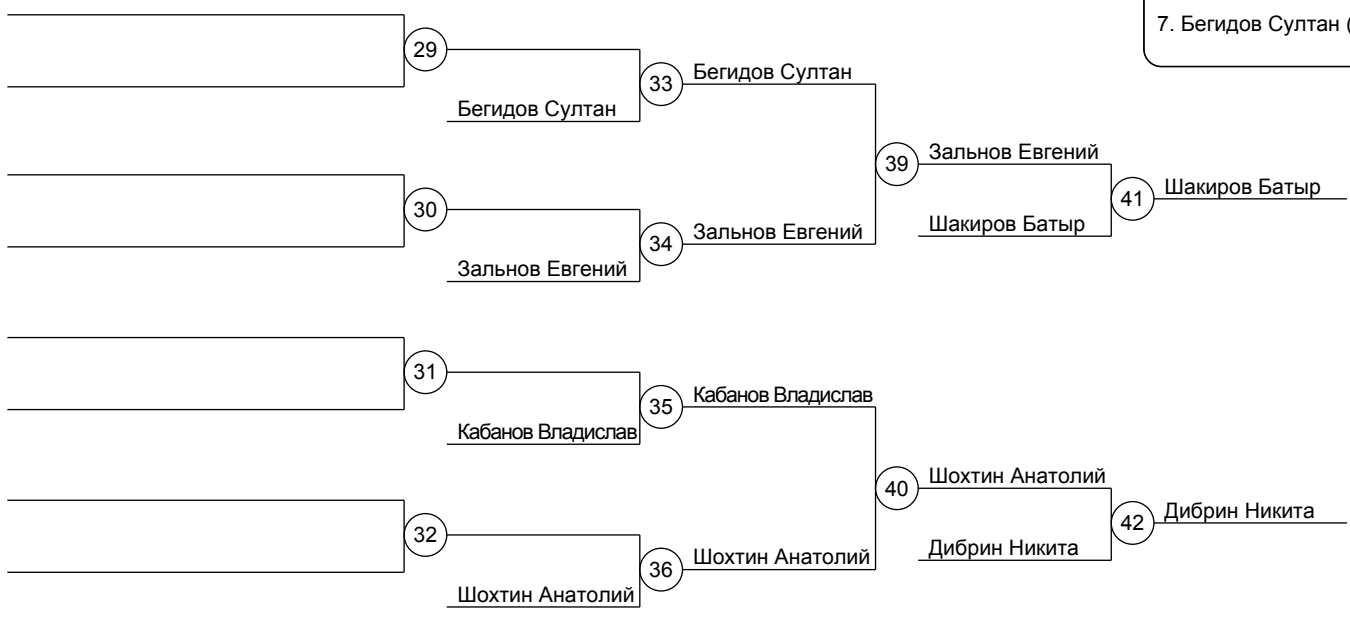 7. Бегидов Султан (
29
33
Бегидов Султан
Бегидов Султан
39
Зальнов Евгений
41
Шакиров Батыр
30
34
Зальнов Евгений
Шакиров Батыр
Зальнов Евгений
31
35
Кабанов Владислав
Кабанов Владислав
40
Шохтин Анатолий
42
Дибрин Никита
32
36
Шохтин Анатолий
Дибрин Никита
Шохтин Анатолий